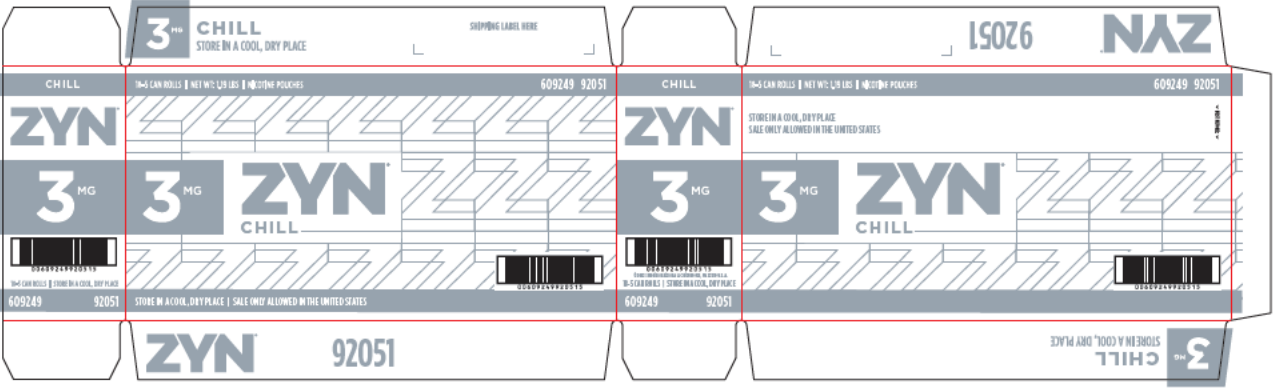 3 MG
CHILL
STORE IN A COOL, DRY PLACE
SHIPPING LABEL HERE
92051
ZYN
CHILL
18-5 CAN ROLLS | NET WT: 1.19 LBS | NICOTINE POUCHES
609249 92051
CHILL
18-5 CAN ROLLS | NET WT: 1.19 LBS | NICOTINE POUCHES
609249 92051
ZYN
3 MG
00609249920515
18-5 CAN ROLLS | STORE IN A COOL, DRY PLACE
609249 92051
3 MG
ZYN
CHILL
00609249920515
STORE IN A COOL, DRY PLACE | SALE ONLY ALLOWED IN THE UNITED STATES
ZYN
3 MG
00609249920515
18-5 CAN ROLLS | STORE IN A COOL, DRY PLACE
609249 92051
STORE IN A COOL, DRY PLACE
SALE ONLY ALLOWED IN THE UNITED STATES
3 MG
ZYN
CHILL
00609249920515
ZYN
92051
3 MG
CHILL
STORE IN A COOL, DRY PLACE